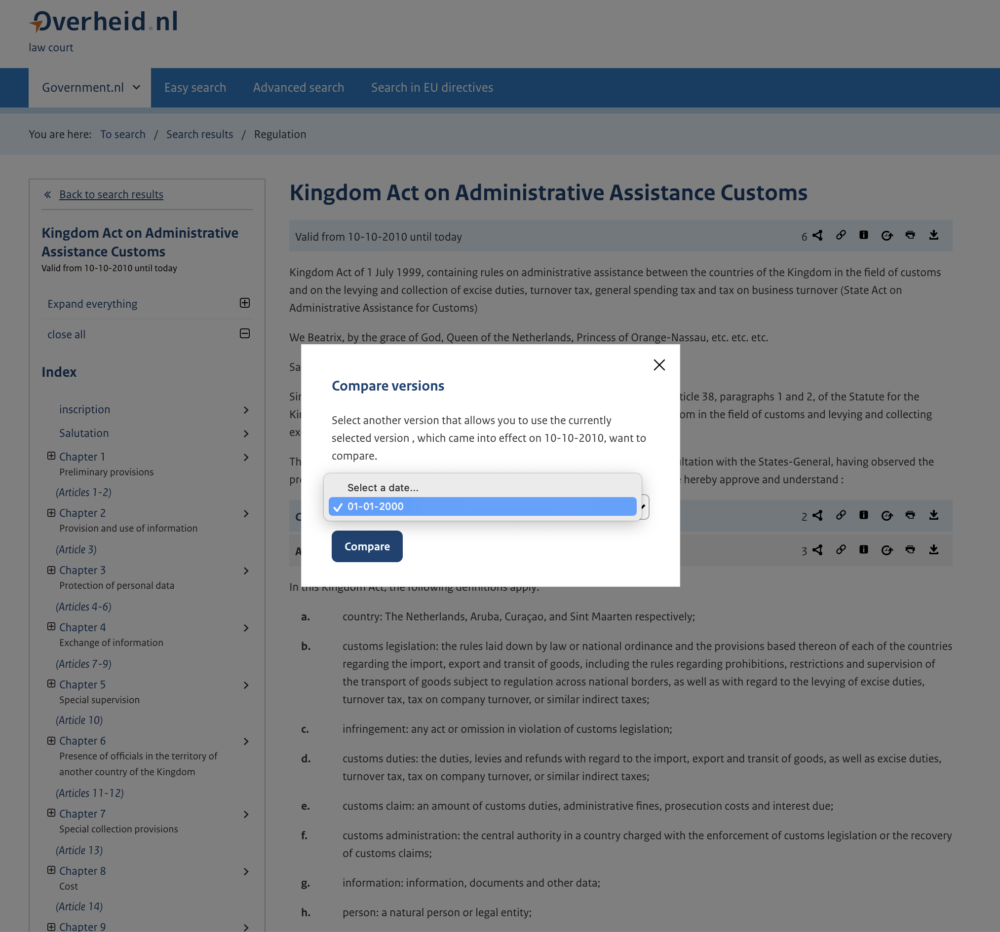 Overheid.nl
law court
Government.nl Easy search Advanced search Search in EU directives
You are here: To search / Search results / Regulation
« Back to search results
Kingdom Act on Administrative
Assistance Customs
Valid from 10-10-2010 until today
Expand everything
close all
Index
inscription
Salutation
Chapter 1
Preliminary provisions
(Articles 1-2)
Chapter 2
Provision and use of information
(Article 3)
Chapter 3
Protection of personal data
(Articles 4-6)
Chapter 4
Exchange of information
(Articles 7-9)
Chapter 5
Special supervision
(Article 10)
Chapter 6
Presence of officials in the territory of
another country of the Kingdom
(Articles 11-12)
Chapter 7
Special collection provisions
(Article 13)
Chapter 8
Cost
(Article 14)
Chapter 9
Kingdom Act on Administrative Assistance Customs
Valid from 10-10-2010 until today 6
Kingdom Act of 1 July 1999, containing rules on administrative assistance between the countries of the Kingdom in the field of customs
and on the levying and collection of excise duties, turnover tax, general spending tax and tax on business turnover (State Act on
Administrative Assistance for Customs)
We Beatrix, by the grace of God, Queen of the Netherlands, Princess of Orange-Nassau, etc. etc. etc.
38, paragraphs 1 and 2, of the Statute for the
in the field of customs and levying and collecting
with the States-General, having observed the
hereby approve and understand :
2
3
Compare versions
Select another version that allows you to use the currently
selected version , which came into effect on 10-10-2010, want to
compare.
Select a date...
01-01-2000
Compare
In this Kingdom Act, the following definitions apply:
a. country: The Netherlands, Aruba, Curaçao, and Sint Maarten respectively;
b. customs legislation: the rules laid down by law or national ordinance and the provisions based thereon of each of the countries
regarding the import, export and transit of goods, including the rules regarding prohibitions, restrictions and supervision of
the transport of goods subject to regulation across national borders, as well as with regard to the levying of excise duties,
turnover tax, tax on company turnover, or similar indirect taxes;
c. infringement: any act or omission in violation of customs legislation;
d. customs duties: the duties, levies and refunds with regard to the import, export and transit of goods, as well as excise duties,
turnover tax, tax on company turnover, or similar indirect taxes;
e. customs claim: an amount of customs duties, administrative fines, prosecution costs and interest due;
f. customs administration: the central authority in a country charged with the enforcement of customs legislation or the recovery
of customs claims;
g. information: information, documents and other data;
h. person: a natural person or legal entity;